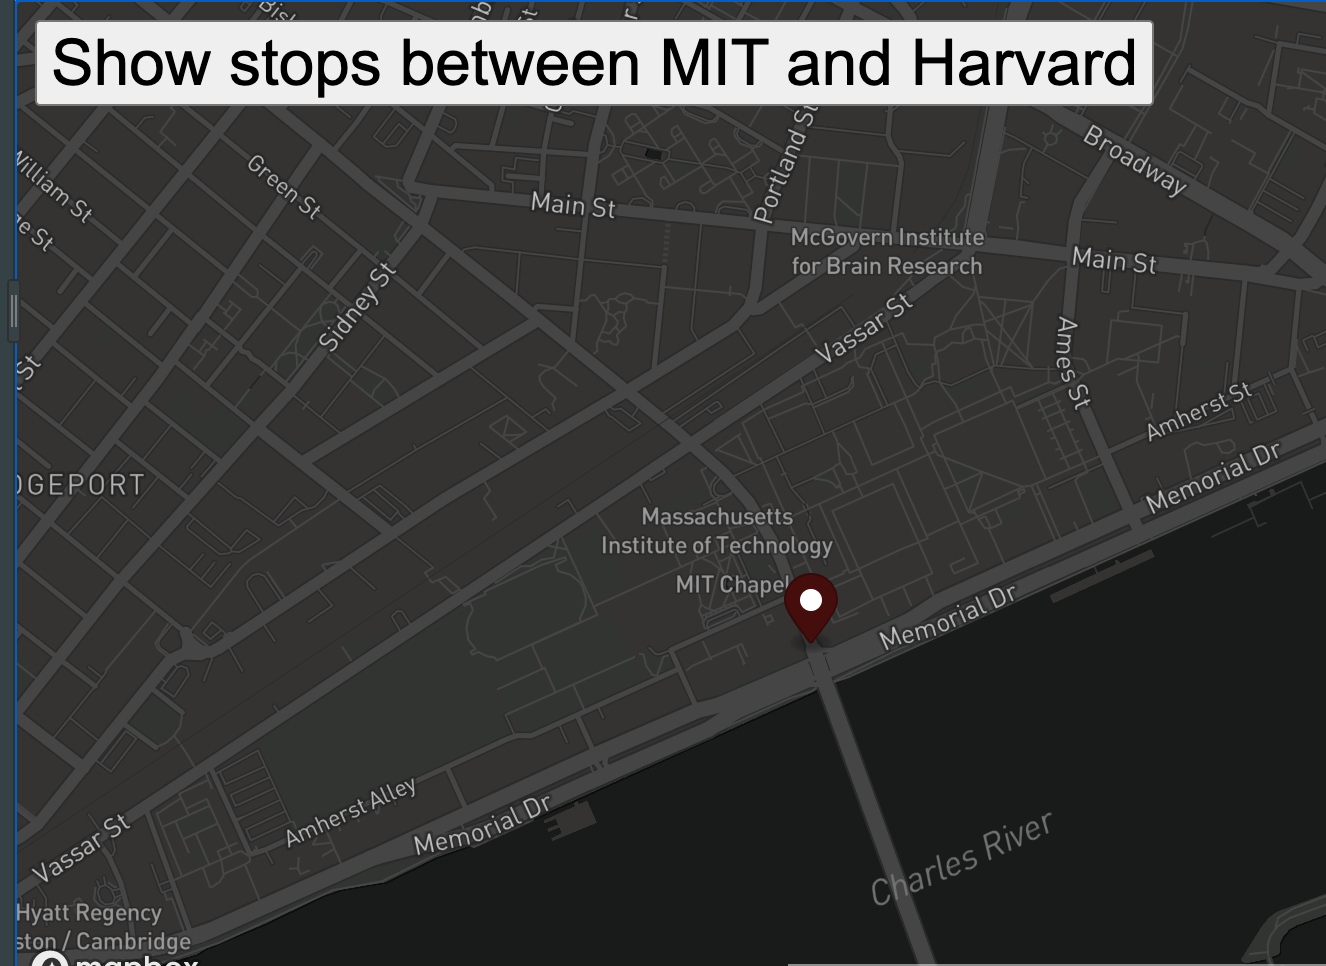 Show stops between MIT and Harvard
William St
Green St
Main St
Portland St
Broadway
McGovern Institute
for Brain Research
Main St
Sidney St
Vassar St
Ames St
Amherst St
DGEPORT
Memorial Dr
Massachusetts
Institute of Technology
MIT Chapel
Memorial Dr
Amherst Alley
Memorial Dr
Vassar St
Charles River
Hyatt Regency
ston / Cambridge
mapbox